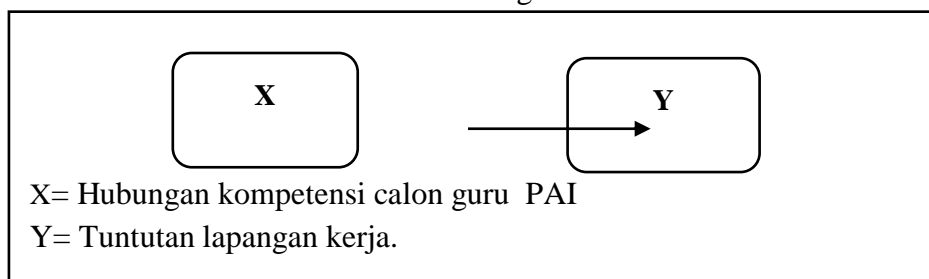 X
Y
X= Hubungan kompetensi calon guru PAI
Y= Tuntutan lapangan kerja.